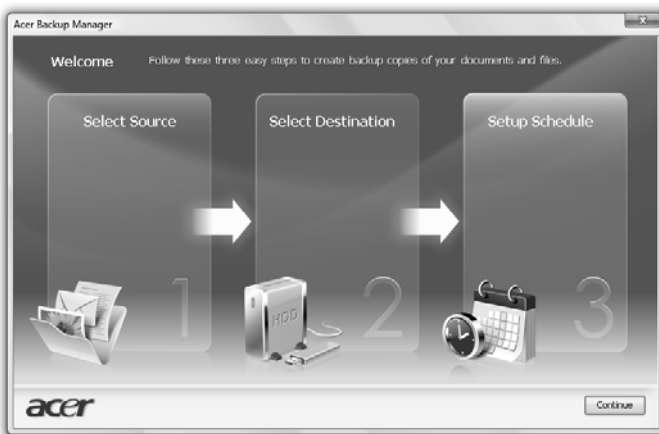 Acer Backup Manager
Welcome
Follow these three easy steps to create backup copies of your documents and files.
Select Source
Select Destination
Setup Schedule
1
HDD
2
3
acer
Continue